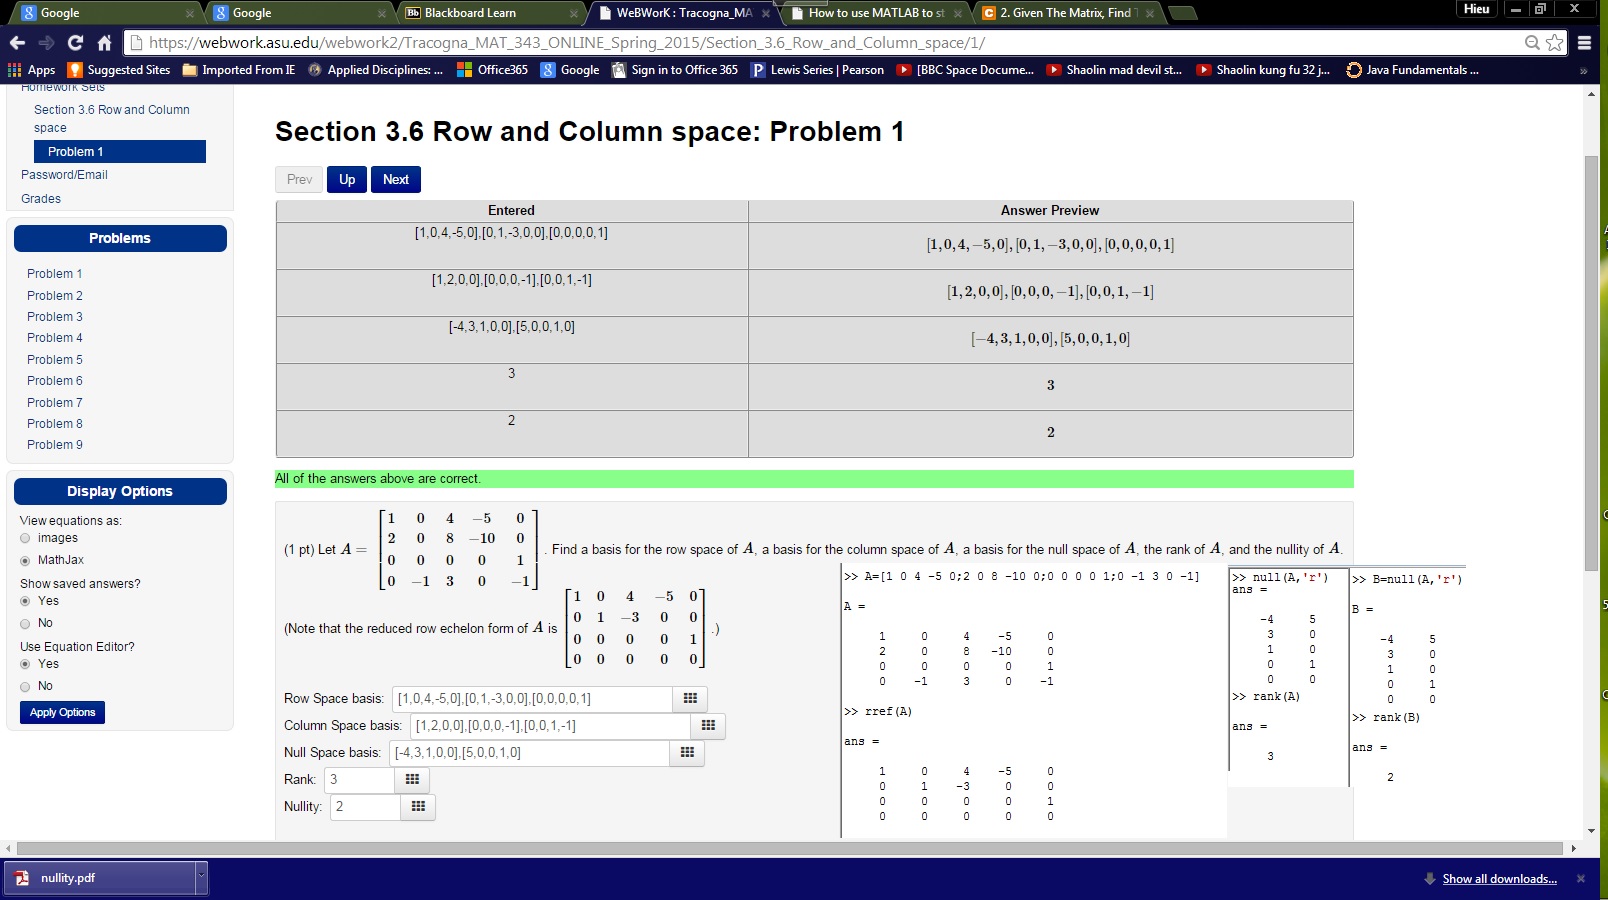 Google
Google
Blackboard Learn
WeBWorK : Tracogna_MA
How to use MATLAB to st
2. Given The Matrix, Find
Hieu
https://webwork.asu.edu/webwork2/Tracogna_MAT_343_ONLINE_Spring_2015/Section_3.6_Row_and_Column_space/1/
Apps
Suggested Sites
Imported From IE
Applied Disciplines: ...
Office365
Google
Sign in to Office 365
Lewis Series | Pearson
[BBC Space Docume...
Shaolin mad devil st...
Shaolin kung fu 32 j...
Java Fundamentals ...
»
Homework Sets
Section 3.6 Row and Column
space
Problem 1
Password/Email
Grades
Problems
Problem 1
Problem 2
Problem 3
Problem 4
Problem 5
Problem 6
Problem 7
Problem 8
Problem 9
Display Options
View equations as:
images
MathJax
Show saved answers?
Yes
No
Use Equation Editor?
Yes
No
Apply Options
Section 3.6 Row and Column space: Problem 1
Prev Up Next
Entered Answer Preview
[1,0,4,-5,0],[0,1,-3,0,0],[0,0,0,0,1] [1,0,4,−5,0],[0,1,−3,0,0],[0,0,0,0,1]
[1,2,0,0],[0,0,0,-1],[0,0,1,-1] [1,2,0,0],[0,0,0,−1],[0,0,1,−1]
[-4,3,1,0,0],[5,0,0,1,0] [−4,3,1,0,0],[5,0,0,1,0]
3 3
2 2
All of the answers above are correct.
1 0 4 −5 0
2 0 8 −10 0
(1 pt) Let A = . Find a basis for the row space of A, a basis for the column space of A, a basis for the null space of A, the rank of A, and the nullity of A.
0 0 0 0 1
0 −1 3 0 −1
1 0 4 −5 0
0 1 −3 0 0
(Note that the reduced row echelon form of A is .)
0 0 0 0 1
0 0 0 0 0
Row Space basis: [1,0,4,-5,0],[0,1,-3,0,0],[0,0,0,0,1]
Column Space basis: [1,2,0,0],[0,0,0,-1],[0,0,1,-1]
Null Space basis: [-4,3,1,0,0],[5,0,0,1,0]
Rank: 3
Nullity: 2
>> A=[1 0 4 -5 0;2 0 8 -10 0;0 0 0 0 1;0 -1 3 0 -1]
A =
1 0 4 -5 0
2 0 8 -10 0
0 0 0 0 1
0 -1 3 0 -1
>> rref(A)
ans =
1 0 4 -5 0
0 1 -3 0 0
0 0 0 0 1
0 0 0 0 0
>> null(A,'r')
ans =
-4 5
3 0
1 0
0 1
0 0
>> rank(A)
ans =
3
>> B=null(A,'r')
B =
-4 5
3 0
1 0
0 1
0 0
>> rank(B)
ans =
2
nullity.pdf
Show all downloads...